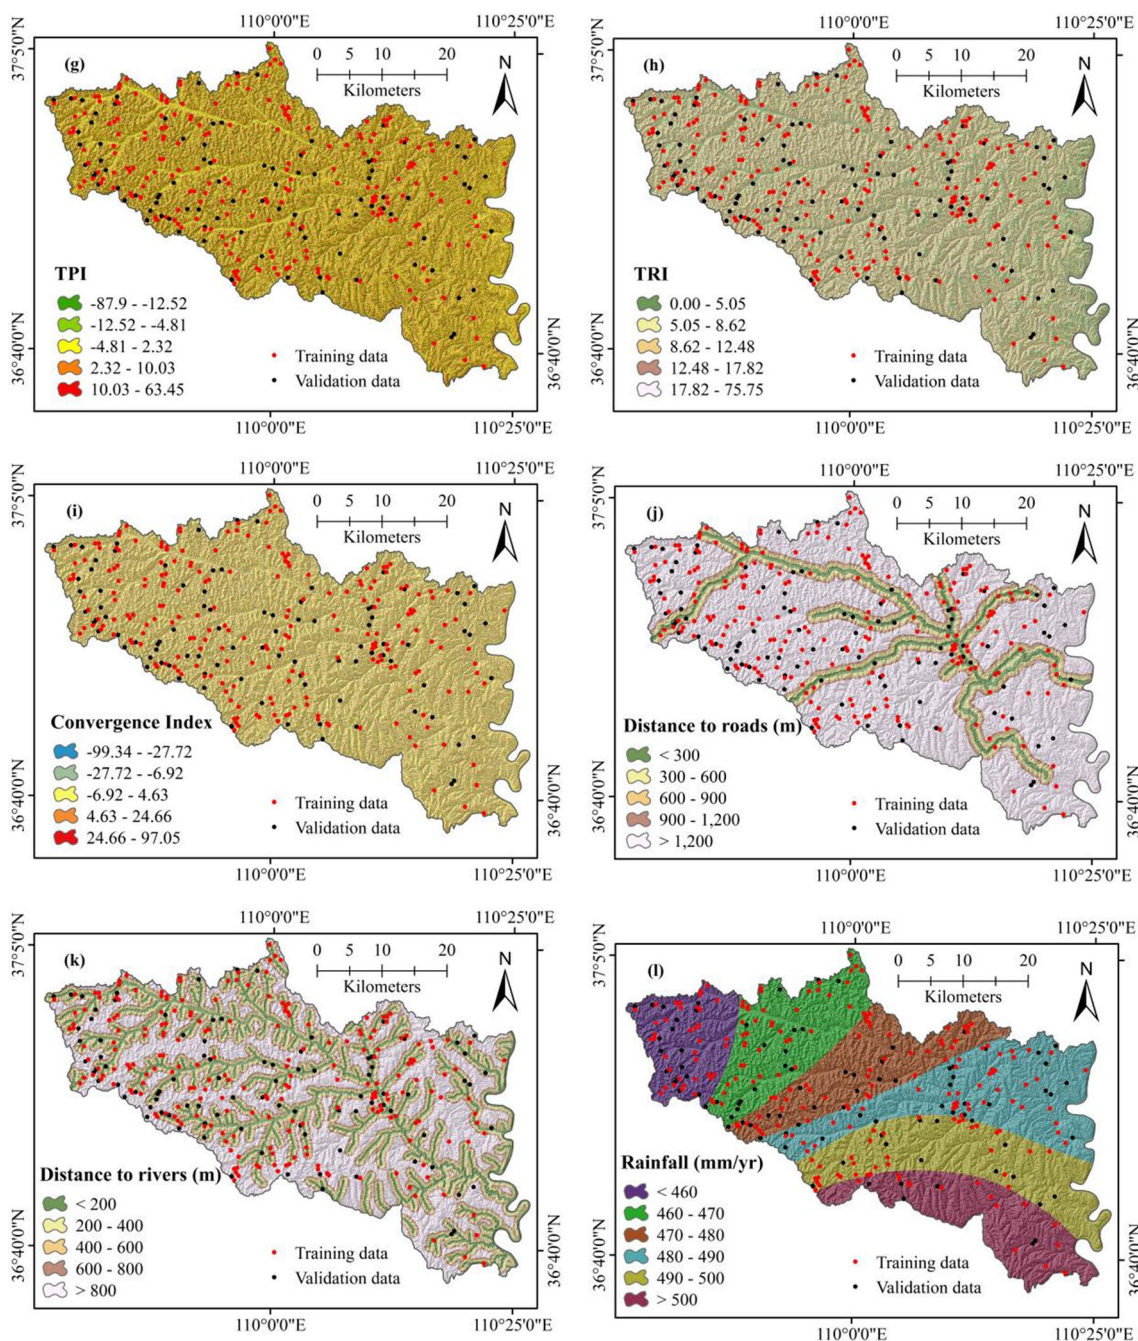 110°0'0"E 110°25'0"E
37°5'0"N
(g)
0 10 20
Kilometers
N
TPI
-87.9 - -12.52
-12.52 - -4.81
-4.81 - 2.32
2.32 - 10.03
10.03 - 63.45
Training data
Validation data
36°40'0"N
36°40'0"N
110°0'0"E 110°25'0"E
110°0'0"E 110°25'0"E
37°5'0"N
(h)
0 10 20
Kilometers
N
TRI
0.00 - 5.05
5.05 - 8.62
8.62 - 12.48
12.48 - 17.82
17.82 - 75.75
Training data
Validation data
36°40'0"N
36°40'0"N
110°0'0"E 110°25'0"E
110°0'0"E 110°25'0"E
37°5'0"N
(i)
0 10 20
Kilometers
N
Convergence Index
-99.34 - -27.72
-27.72 - -6.92
-6.92 - 4.63
4.63 - 24.66
24.66 - 97.05
Training data
Validation data
36°40'0"N
36°40'0"N
110°0'0"E 110°25'0"E
110°0'0"E 110°25'0"E
37°5'0"N
(j)
0 10 20
Kilometers
N
Distance to roads (m)
< 300
300 - 600
600 - 900
900 - 1,200
> 1,200
Training data
Validation data
36°40'0"N
36°40'0"N
110°0'0"E 110°25'0"E
110°0'0"E 110°25'0"E
37°5'0"N
(k)
0 10 20
Kilometers
N
Distance to rivers (m)
< 200
200 - 400
400 - 600
600 - 800
> 800
Training data
Validation data
36°40'0"N
36°40'0"N
110°0'0"E 110°25'0"E
110°0'0"E 110°25'0"E
37°5'0"N
(l)
0 10 20
Kilometers
N
Rainfall (mm/yr)
< 460
460 - 470
470 - 480
480 - 490
490 - 500
> 500
Training data
Validation data
36°40'0"N
36°40'0"N
110°0'0"E 110°25'0"E